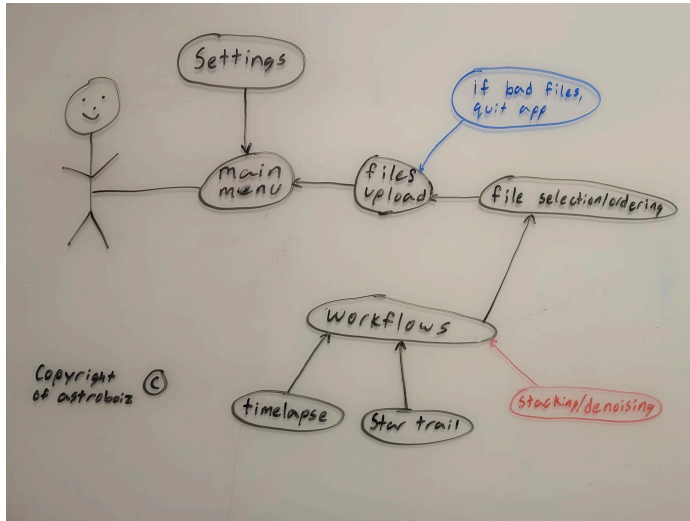 Settings
if bad files,
quit app
main
menu
files
upload
file selection/ordering
Workflows
timelapse
Star trail
stacking/denoising
Copyright
of astroboiz ©